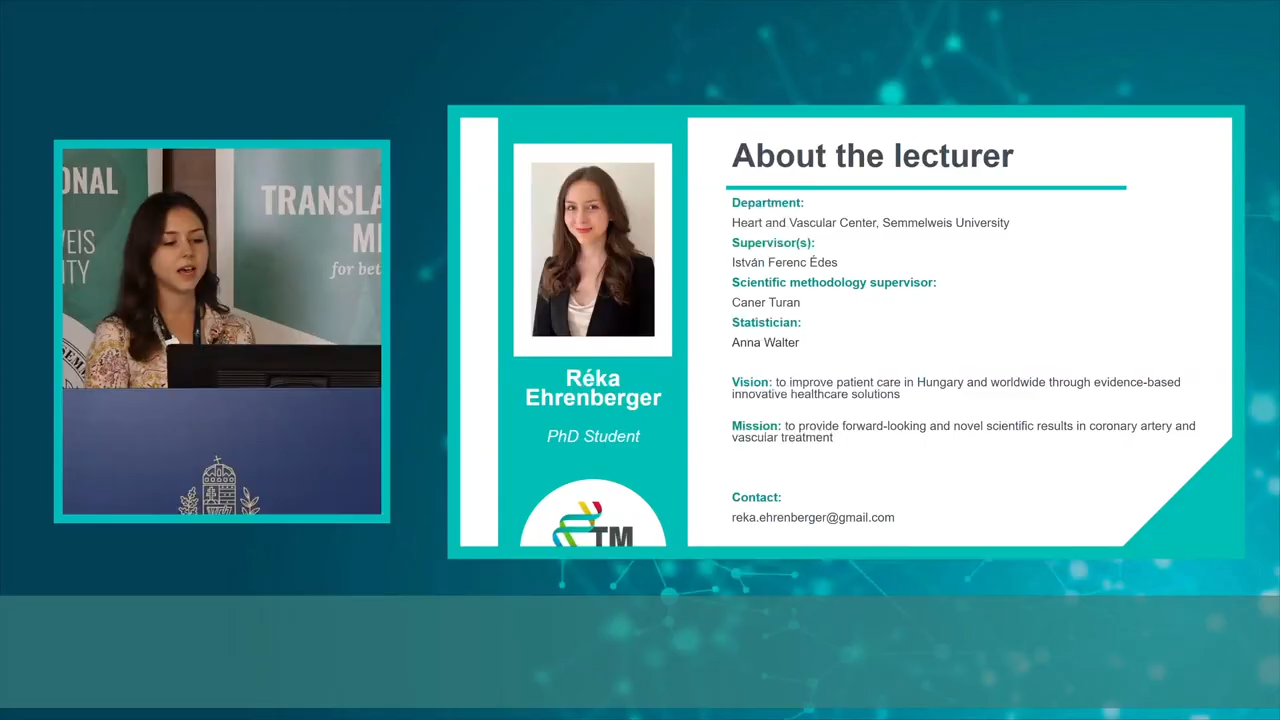 ONAL
EIS
ITY
TRANSLA
M
for bet
About the lecturer
Department:
Heart and Vascular Center, Semmelweis University
Supervisor(s):
István Ferenc Édes
Scientific methodology supervisor:
Caner Turan
Statistician:
Anna Walter
Vision: to improve patient care in Hungary and worldwide through evidence-based
innovative healthcare solutions
Mission: to provide forward-looking and novel scientific results in coronary artery and
vascular treatment
Contact:
reka.ehrenberger@gmail.com
Réka
Ehrenberger
PhD Student
TM